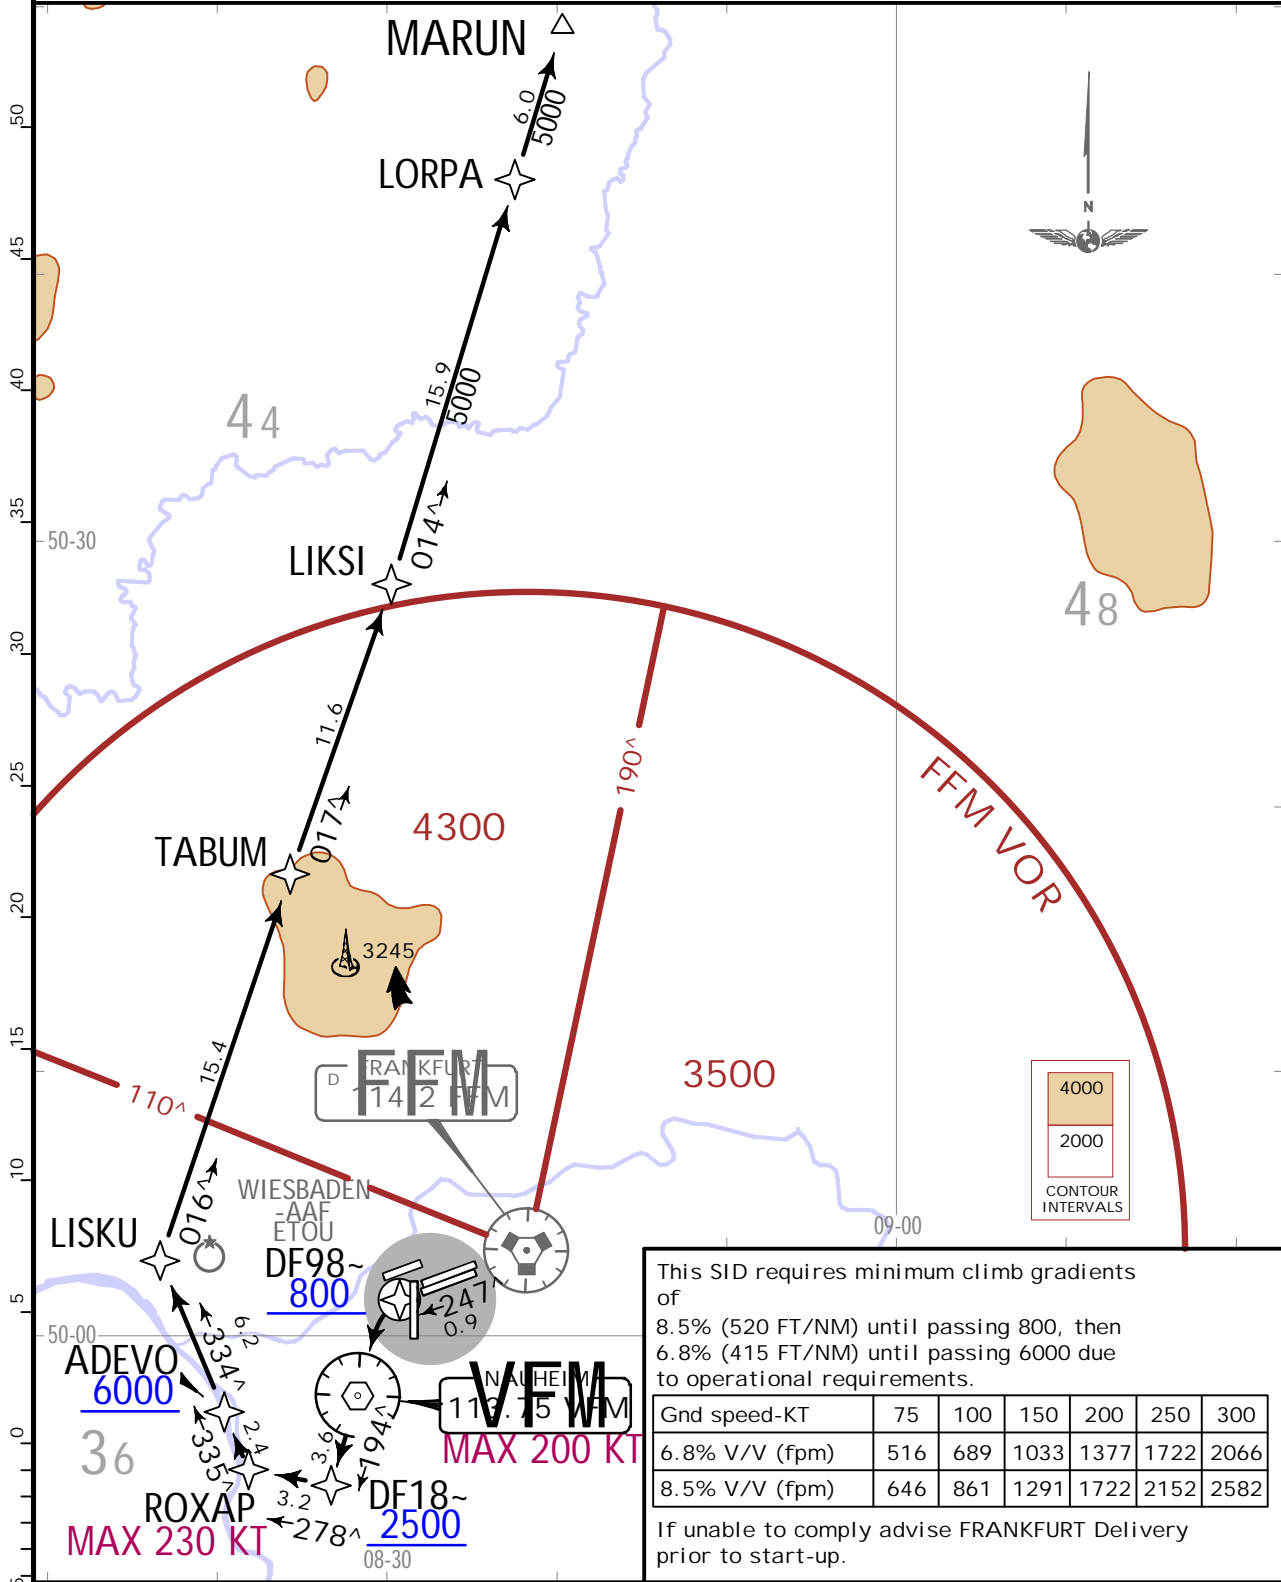 MARUN
6.0
5000
50
LORPA
N
45
15.9
5000
40
44
35
50-30
014^
LIKSI
48
30
190^
11.6
25
FFM VOR
017^
4300
TABUM
20
3245
15
15.4
FRANKFURT
D 114.2 FFM
FFM
3500
4000
2000
CONTOUR
INTERVALS
110^
10
WIESBADEN
-AAF
ETOU
016^
LISKU
09-00
DF98~
800
247^
0.9
5
50-00
6.2
334^
ADEVO
6000
NAUHEIM
113.75 VFM
VFM
MAX 200 KT
0
2.4
335^
3.6
194^
36
ROXAP
MAX 230 KT
3.2
278^
DF18~
2500
08-30
5
This SID requires minimum climb gradients
of
8.5% (520 FT/NM) until passing 800, then
6.8% (415 FT/NM) until passing 6000 due
to operational requirements.
Gnd speed-KT 75 100 150 200 250 300
6.8% V/V (fpm) 516 689 1033 1377 1722 2066
8.5% V/V (fpm) 646 861 1291 1722 2152 2582
If unable to comply advise FRANKFURT Delivery
prior to start-up.